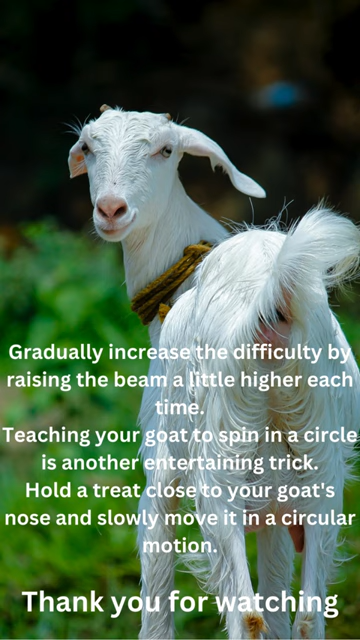 Gradually increase the difficulty by
raising the beam a little higher each
time.
Teaching your goat to spin in a circle
is another entertaining trick.
Hold a treat close to your goat's
nose and slowly move it in a circular
motion.
Thank you for watching